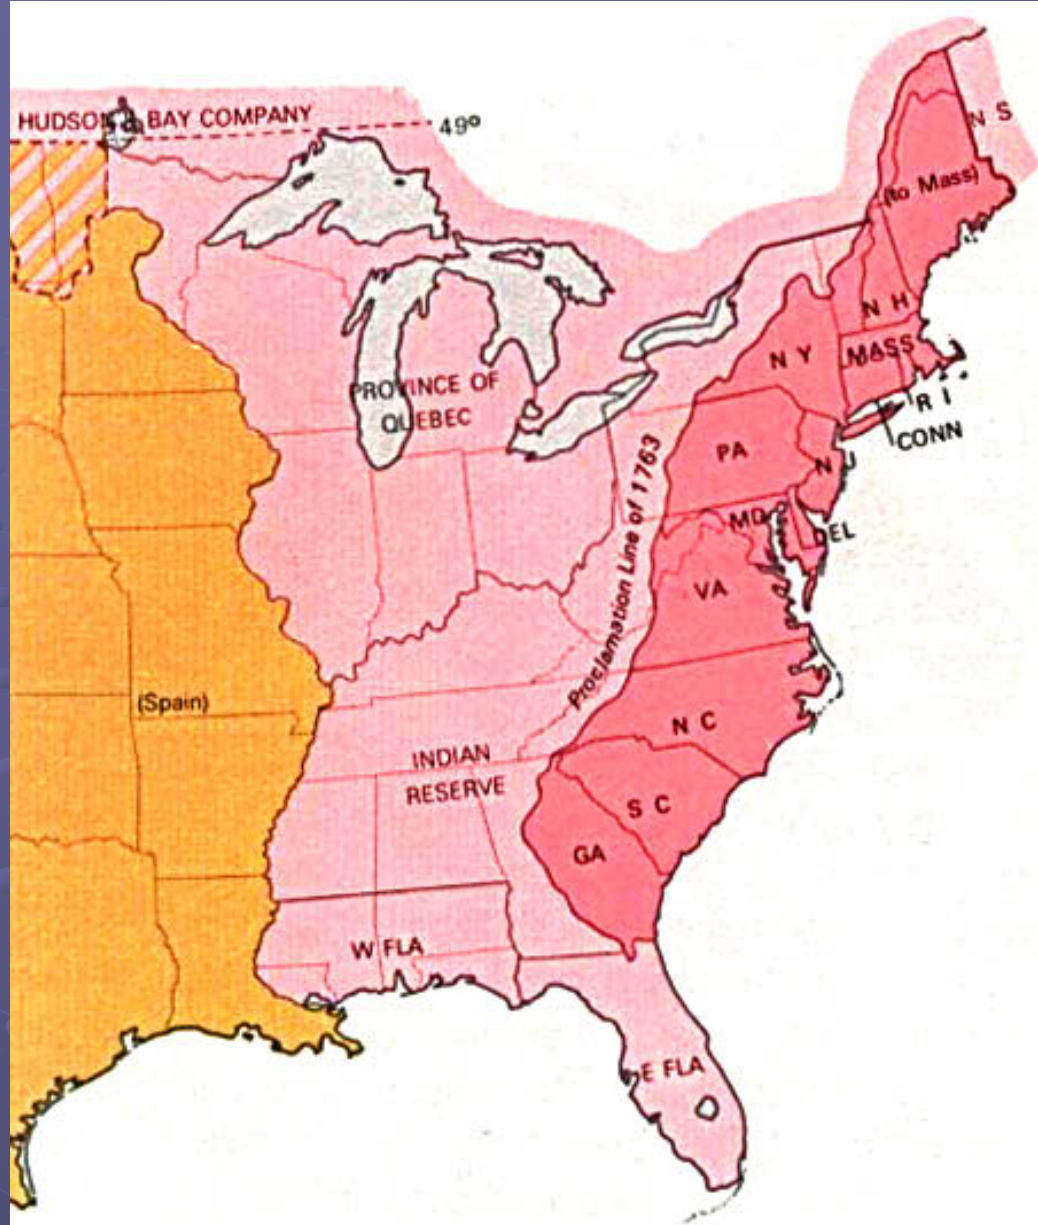 HUDSON BAY COMPANY
49º
N S
(to Mass)
N H
N Y
MASS
R I
CONN
PROVINCE OF
QUEBEC
PA
N J
Proclamation Line of 1763
MD
DEL
VA
(Spain)
N C
INDIAN
RESERVE
S C
GA
W FLA
E FLA